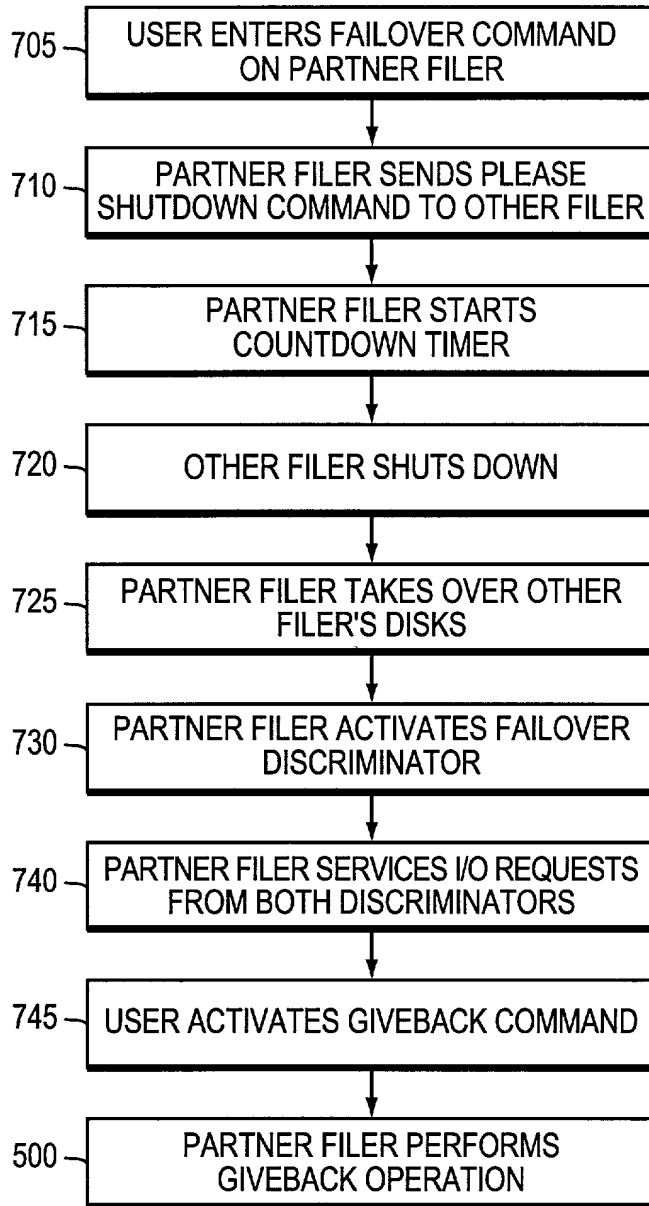 705
USER ENTERS FAILOVER COMMAND
ON PARTNER FILER
710
PARTNER FILER SENDS PLEASE
SHUTDOWN COMMAND TO OTHER FILER
715
PARTNER FILER STARTS
COUNTDOWN TIMER
720
OTHER FILER SHUTS DOWN
725
PARTNER FILER TAKES OVER OTHER
FILER'S DISKS
730
PARTNER FILER ACTIVATES FAILOVER
DISCRIMINATOR
740
PARTNER FILER SERVICES I/O REQUESTS
FROM BOTH DISCRIMINATORS
745
USER ACTIVATES GIVEBACK COMMAND
500
PARTNER FILER PERFORMS
GIVEBACK OPERATION